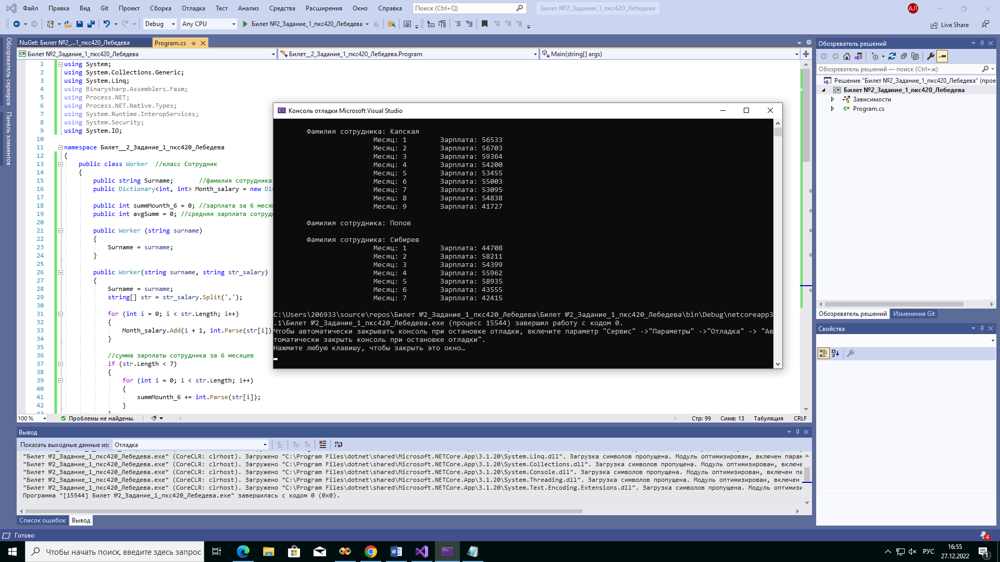 Файл Правка Вид Git Проект Сборка Отладка Тест Анализ Средства Расширения Окно Справка Поиск (Ctrl+Q) Билет №2_Задание_1_пкс420_Лебедева АЛ
Debug Any CPU Билет №2_Задание_1_пкс420_Лебедева Live Share
Обозреватель серверов
Панель элементов
NuGet: Билет №2_...1_пкс420_Лебедева Program.cs
Билет №2_Задание_1_пкс420_Лебедева Билет__2_Задание_1_пкс420_Лебедева.Program Main(string[] args)
1 using System;
2 using System.Collections.Generic;
3 using System.Linq;
4 using Binarysharp.Assemblers.Fasm;
5 using Process.NET;
6 using Process.NET.Native.Types;
7 using System.Runtime.InteropServices;
8 using System.Security;
9 using System.IO;
10
11 namespace Билет__2_Задание_1_пкс420_Лебедева
12 {
13 public class Worker //класс Сотрудник
14 {
15 public string Surname; //фамилия сотрудника
16 public Dictionary<int, int> Month_salary = new
17
18 public int summMounth_6 = 0; //зарплата за 6
19 public int avgSumm = 0; //средняя зарплата
20
21 public Worker (string surname)
22 {
23 Surname = surname;
24 }
25
26 public Worker(string surname, string str_salary)
27 {
28 Surname = surname;
29 string[] str = str_salary.Split(',');
30
31 for (int i = 0; i < str.Length; i++)
32 {
33 Month_salary.Add(i + 1, int.Parse(str[i])
34 }
35
36 //сумма зарплаты сотрудника за 6 месяцев
37 if (str.Length < 7)
38 {
39 for (int i = 0; i < str.Length; i++)
40 {
41 summMounth_6 += int.Parse(str[i]);
42 }
43 }
Консоль отладки Microsoft Visual Studio
Фамилия сотрудника: Капская
Месяц: 1 Зарплата: 56533
Месяц: 2 Зарплата: 56703
Месяц: 3 Зарплата: 59364
Месяц: 4 Зарплата: 54200
Месяц: 5 Зарплата: 53455
Месяц: 6 Зарплата: 55003
Месяц: 7 Зарплата: 53095
Месяц: 8 Зарплата: 54838
Месяц: 9 Зарплата: 41727
Фамилия сотрудника: Попов
Фамилия сотрудника: Сибирев
Месяц: 1 Зарплата: 44708
Месяц: 2 Зарплата: 58211
Месяц: 3 Зарплата: 54399
Месяц: 4 Зарплата: 55962
Месяц: 5 Зарплата: 58935
Месяц: 6 Зарплата: 43555
Месяц: 7 Зарплата: 42415
C:\Users\206933\source\repos\Билет №2_Задание_1_пкс420_Лебедева\Билет №2_Задание_1_пкс420_Лебедева\bin\Debug\netcoreapp3
.1\Билет №2_Задание_1_пкс420_Лебедева.exe (процесс 15544) завершил работу с кодом 0.
Чтобы автоматически закрывать консоль при остановке отладки, включите параметр "Сервис" ->"Параметры" ->"Отладка" -> "Ав
томатически закрыть консоль при остановке отладки".
Нажмите любую клавишу, чтобы закрыть это окно…
100 % Проблемы не найдены. Стр: 99 Симв: 13 Табуляция CRLF
Вывод
Показать выходные данные из: Отладка
"Билет №2_Задание_1_пкс420_Лебедева.exe" (CoreCLR: clrhost). Загружено "C:\Program Files\dotnet\shared\Microsoft.NETCore.App\3.1.20\System.Linq.dll". Загрузка символов пропущена. Модуль оптимизирован, включен парам
"Билет №2_Задание_1_пкс420_Лебедева.exe" (CoreCLR: clrhost). Загружено "C:\Program Files\dotnet\shared\Microsoft.NETCore.App\3.1.20\System.Collections.dll". Загрузка символов пропущена. Модуль оптимизирован, включе
"Билет №2_Задание_1_пкс420_Лебедева.exe" (CoreCLR: clrhost). Загружено "C:\Program Files\dotnet\shared\Microsoft.NETCore.App\3.1.20\System.Console.dll". Загрузка символов пропущена. Модуль оптимизирован, включен па
"Билет №2_Задание_1_пкс420_Лебедева.exe" (CoreCLR: clrhost). Загружено "C:\Program Files\dotnet\shared\Microsoft.NETCore.App\3.1.20\System.Threading.dll". Загрузка символов пропущена. Модуль оптимизирован, включен
"Билет №2_Задание_1_пкс420_Лебедева.exe" (CoreCLR: clrhost). Загружено "C:\Program Files\dotnet\shared\Microsoft.NETCore.App\3.1.20\System.Text.Encoding.Extensions.dll". Загрузка символов пропущена. Модуль оптимизи
Программа "[15544] Билет №2_Задание_1_пкс420_Лебедева.exe" завершилась с кодом 0 (0x0).
Список ошибок Вывод
Обозреватель решений
Обозреватель решений — поиск (Ctrl+ж)
Решение "Билет №2_Задание_1_пкс420_Лебедева" (прое
Билет №2_Задание_1_пкс420_Лебедева
Зависимости
Program.cs
Обозреватель решений Изменения Git
Свойства
Готово 4
Чтобы начать поиск, введите здесь запрос РУС 16:55
27.12.2022 1